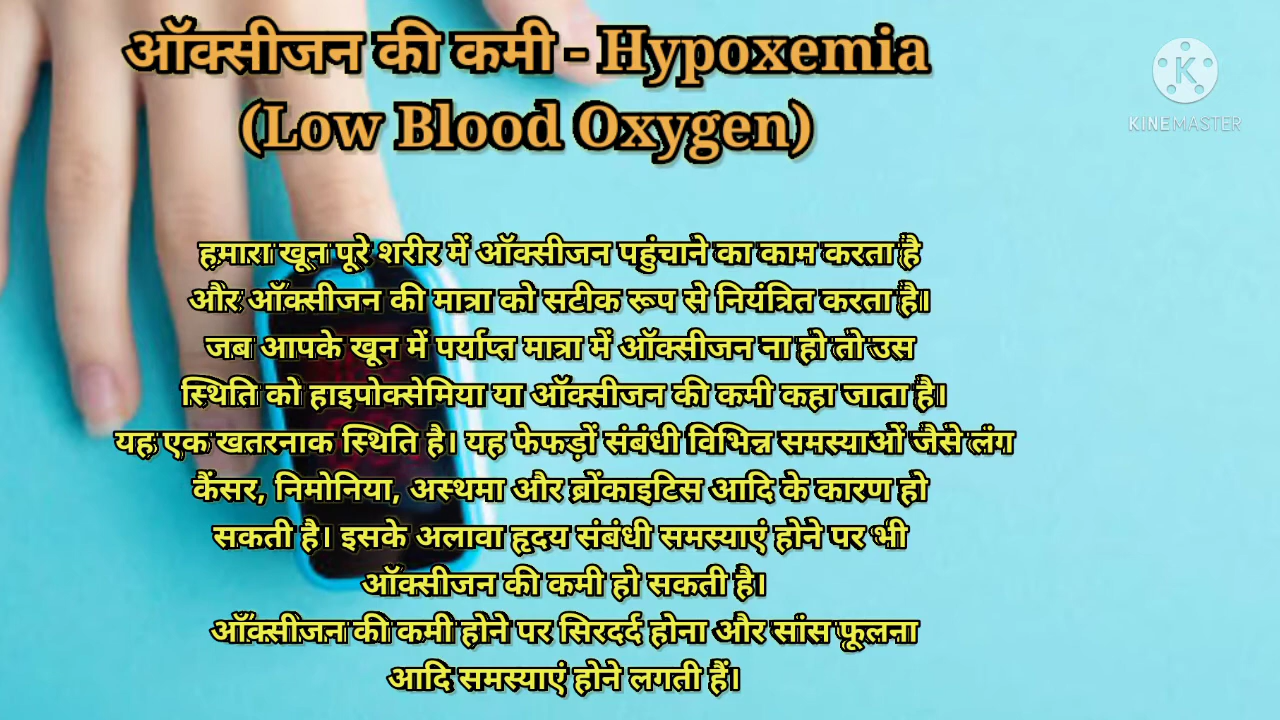 ऑक्सीजन की कमी - Hypoxemia
(Low Blood Oxygen)
K
KINEMASTER
हमारा खून पूरे शरीर में ऑक्सीजन पहुंचाने का काम करता है
और ऑक्सीजन की मात्रा को सटीक रूप से नियंत्रित करता है।
जब आपके खून में पर्याप्त मात्रा में ऑक्सीजन ना हो तो उस
स्थिति को हाइपोक्सेमिया या ऑक्सीजन की कमी कहा जाता है।
यह एक खतरनाक स्थिति है। यह फेफड़ों संबंधी विभिन्न समस्याओं जैसे लंग
कैंसर, निमोनिया, अस्थमा और ब्रोंकाइटिस आदि के कारण हो
सकती है। इसके अलावा हृदय संबंधी समस्याएं होने पर भी
ऑक्सीजन की कमी हो सकती है।
ऑक्सीजन की कमी होने पर सिरदर्द होना और सांस फूलना
आदि समस्याएं होने लगती हैं।